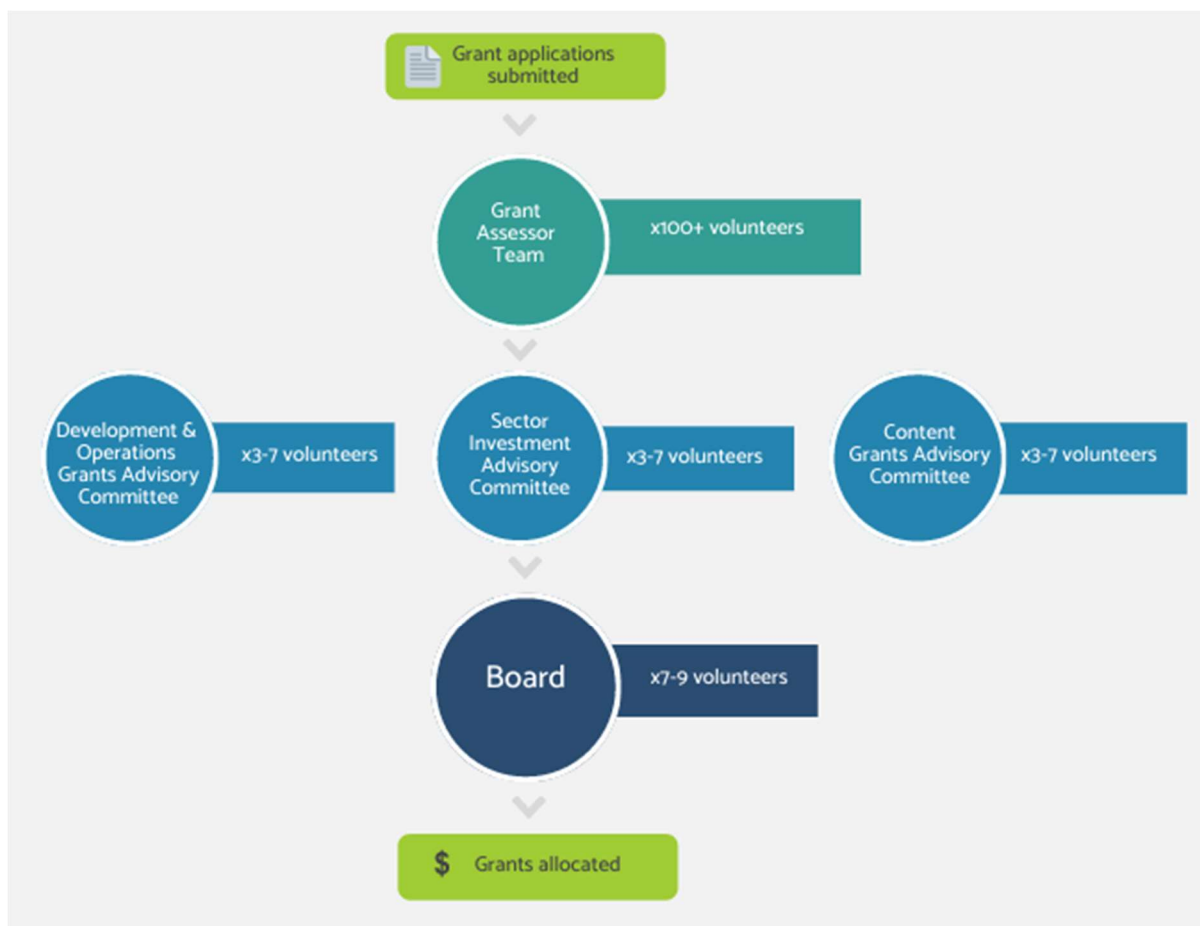 Grant applications
submitted
Grant
Assessor
Team
x100+ volunteers
Development &
Operations
Grants Advisory
Committee
x3-7 volunteers
Sector
Investment
Advisory
Committee
x3-7 volunteers
Content
Grants Advisory
Committee
x3-7 volunteers
Board
x7-9 volunteers
$ Grants allocated